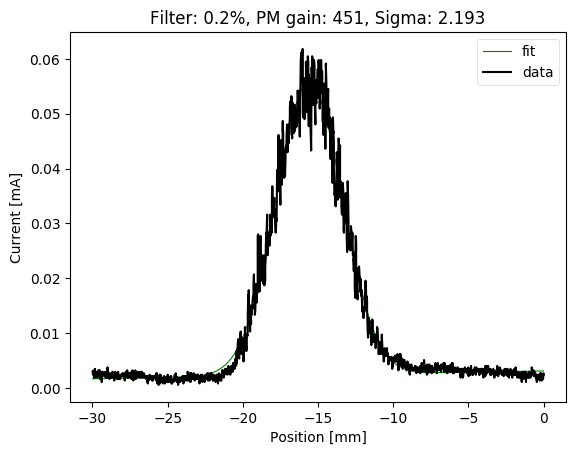 Filter: 0.2%, PM gain: 451, Sigma: 2.193
fit
data
0.06
0.05
0.04
0.03
0.02
0.01
0.00
Current [mA]
−30 −25 −20 −15 −10 −5 0
Position [mm]